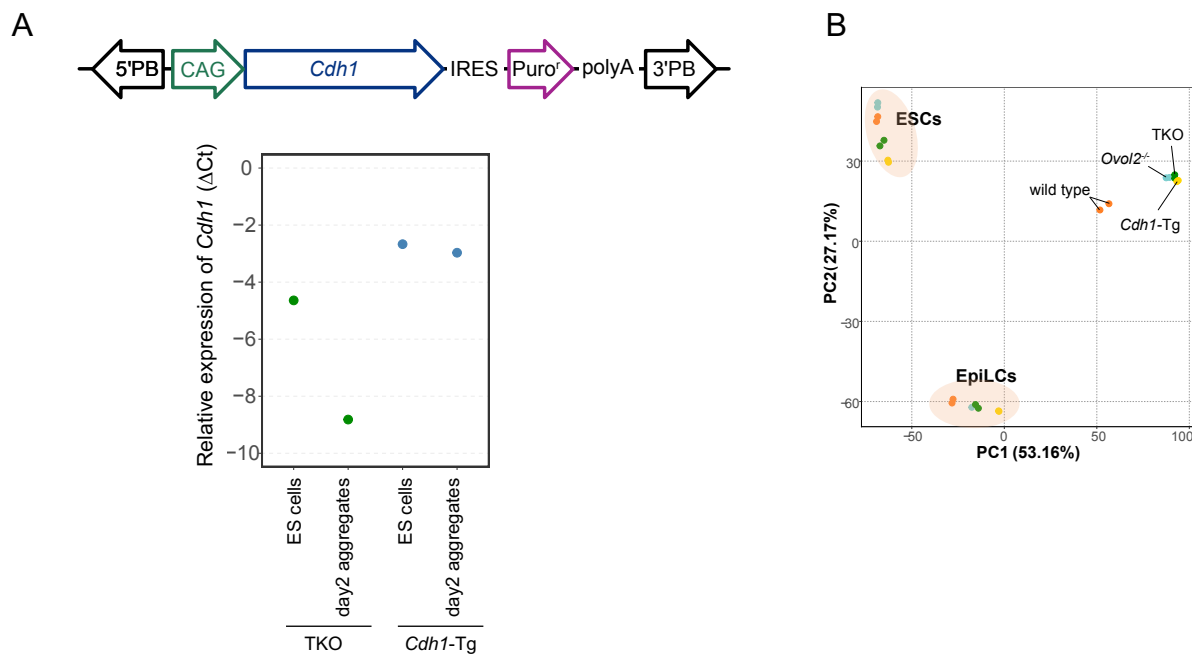 A
5'PB CAG Cdh1 IRES Puroʳ polyA 3'PB
Relative expression of Cdh1 (ΔCt)
0
−2
−4
−6
−8
−10
ES cells
day2 aggregates
ES cells
day2 aggregates
TKO
Cdh1-Tg
B
ESCs
TKO
Ovol2-/-
wild type
Cdh1-Tg
EpiLCs
PC2(27.17%)
30
0
−30
−60
−50 0 50 100
PC1 (53.16%)